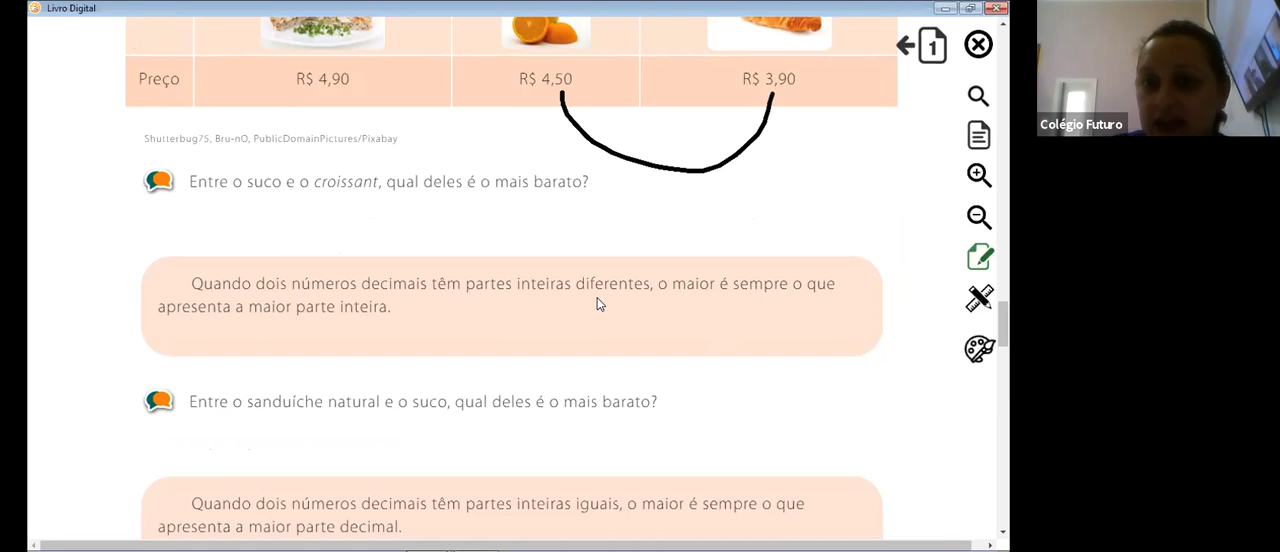 Livro Digital
Preço R$ 4,90 R$ 4,50 R$ 3,90
1
Colégio Futuro
Shutterbug75, Bru-nO, PublicDomainPictures/Pixabay
Entre o suco e o croissant, qual deles é o mais barato?
Quando dois números decimais têm partes inteiras diferentes, o maior é sempre o que
apresenta a maior parte inteira.
Entre o sanduíche natural e o suco, qual deles é o mais barato?
Quando dois números decimais têm partes inteiras iguais, o maior é sempre o que
apresenta a maior parte decimal.